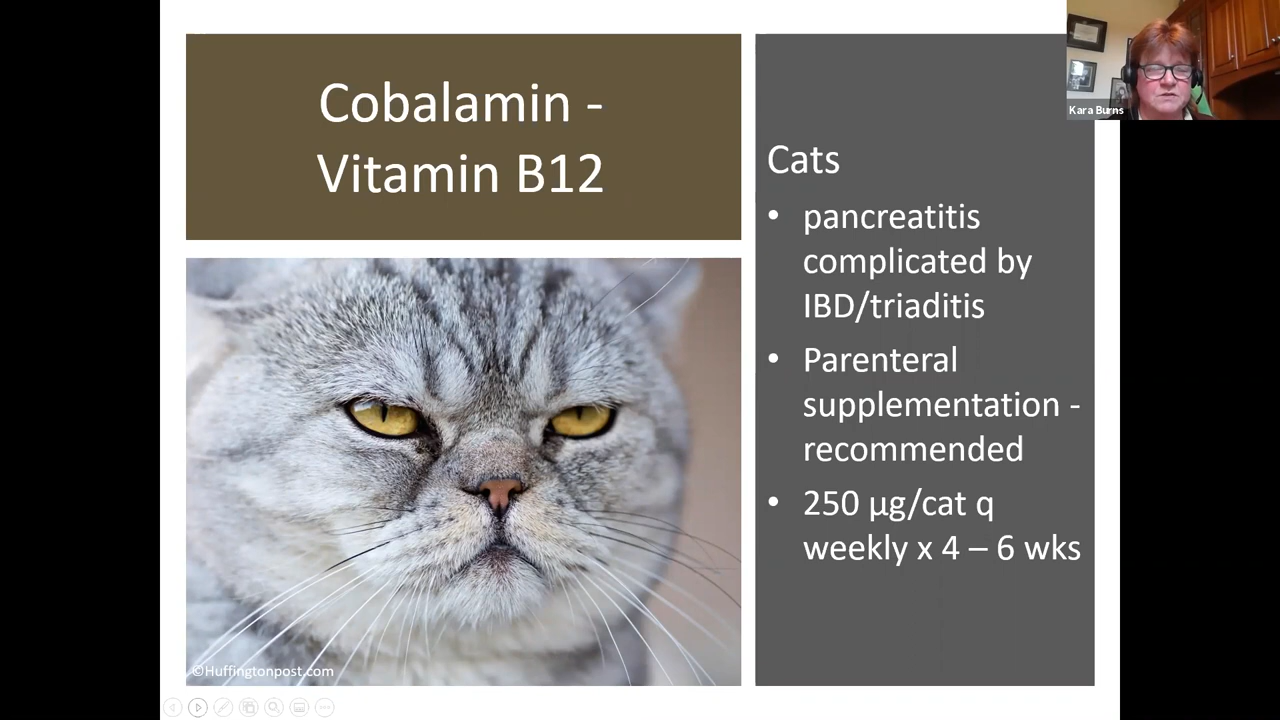 Cobalamin -
Vitamin B12
Cats
• pancreatitis
complicated by
IBD/triaditis
• Parenteral
supplementation -
recommended
• 250 µg/cat q
weekly x 4 – 6 wks
©Huffingtonpost.com
Kara Burns